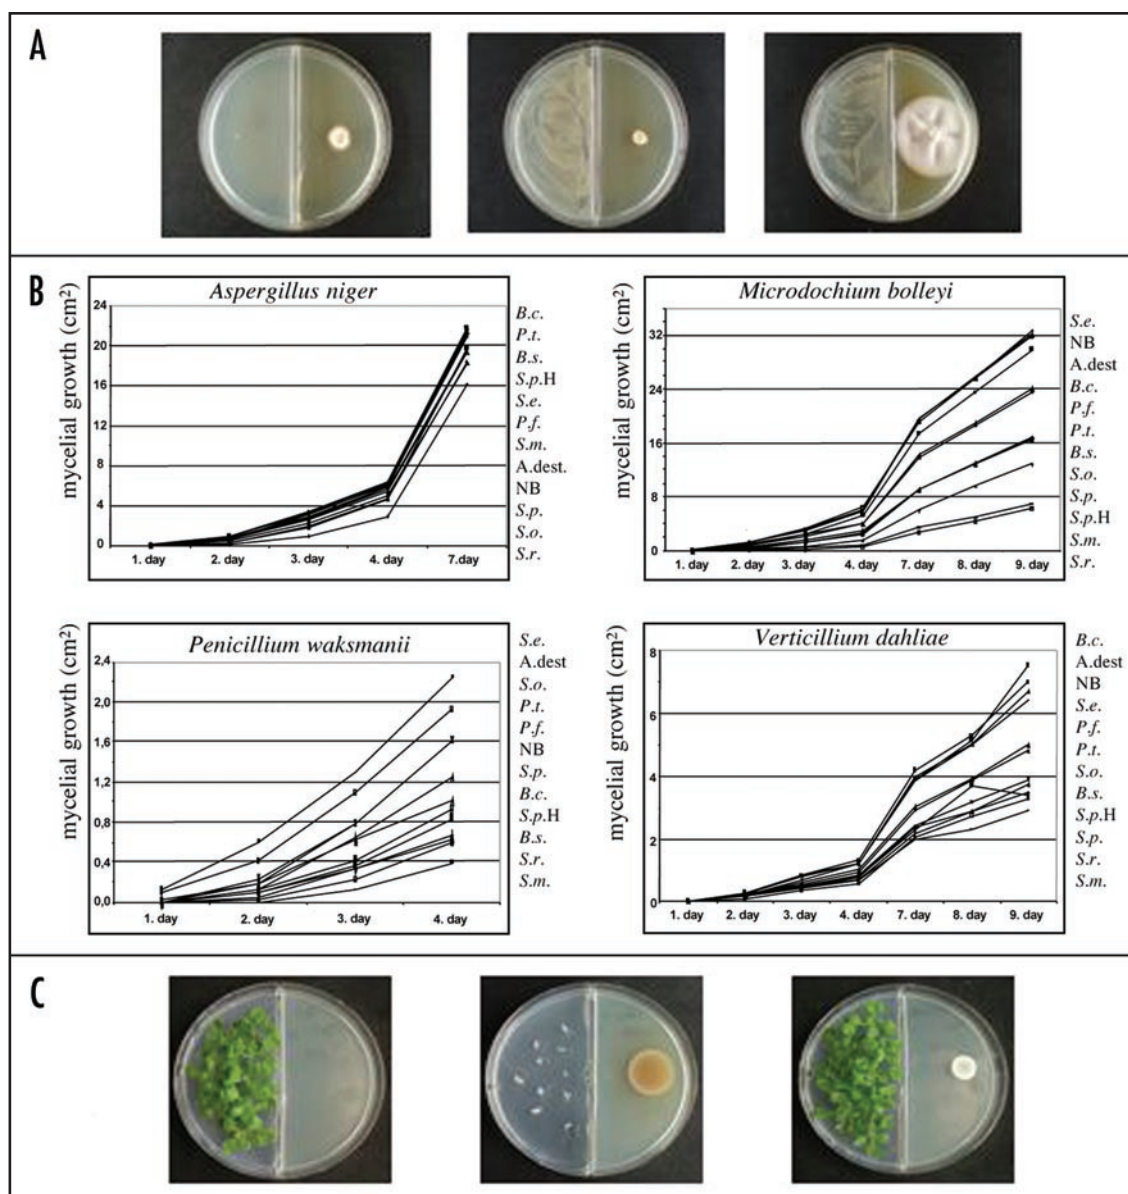 A
B
Aspergillus niger
mycelial growth (cm²)
24
20
16
12
8
4
0
1. day 2. day 3. day 4. day 7. day
B.c.
P.t.
B.s.
S.p.H
S.e.
P.f.
S.m.
A.dest.
NB
S.p.
S.o.
S.r.
Microdochium bolleyi
mycelial growth (cm²)
32
24
16
8
0
1. day 2. day 3. day 4. day 7. day 8. day 9. day
S.e.
NB
A.dest
B.c.
P.f.
P.t.
B.s.
S.o.
S.p.
S.p.H
S.m.
S.r.
Penicillium waksmanii
mycelial growth (cm²)
2,4
2,0
1,6
1,2
0,8
0,4
0,0
1. day 2. day 3. day 4. day
S.e.
A.dest
S.o.
P.t.
P.f.
NB
S.p.
B.c.
S.p.H
B.s.
S.r.
S.m.
Verticillium dahliae
mycelial growth (cm²)
8
6
4
2
0
1. day 2. day 3. day 4. day 7. day 8. day 9. day
B.c.
A.dest
NB
S.e.
P.f.
P.t.
S.o.
B.s.
S.p.H
S.p.
S.r.
S.m.
C